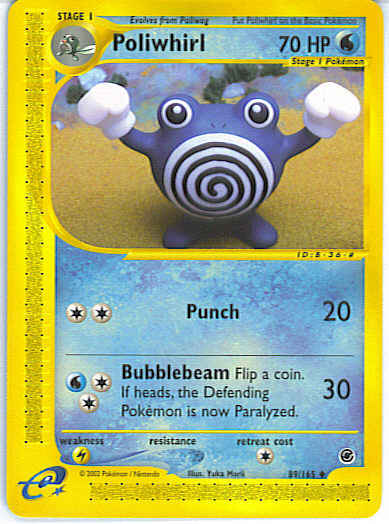 STAGE 1
Evolves from Poliwag
Put Poliwhirl on the Basic Pokémon
Poliwhirl 70 HP
Stage 1 Pokémon
ID:B-36-#
Punch 20
Bubblebeam Flip a coin.
If heads, the Defending
Pokémon is now Paralyzed.
30
weakness resistance retreat cost
©2002 Pokémon / Nintendo Illus. Yuka Morii 89/165
e